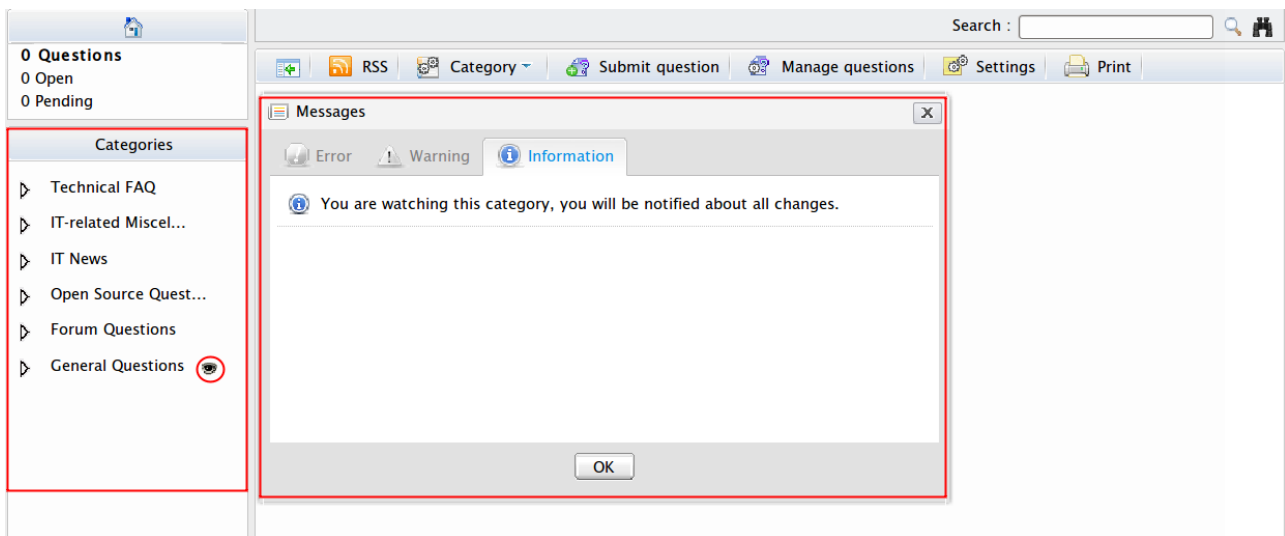 Search :
0 Questions
0 Open
0 Pending
RSS Category Submit question Manage questions Settings Print
Categories
Technical FAQ
IT-related Miscel...
IT News
Open Source Quest...
Forum Questions
General Questions
Messages
Error Warning Information
You are watching this category, you will be notified about all changes.
OK